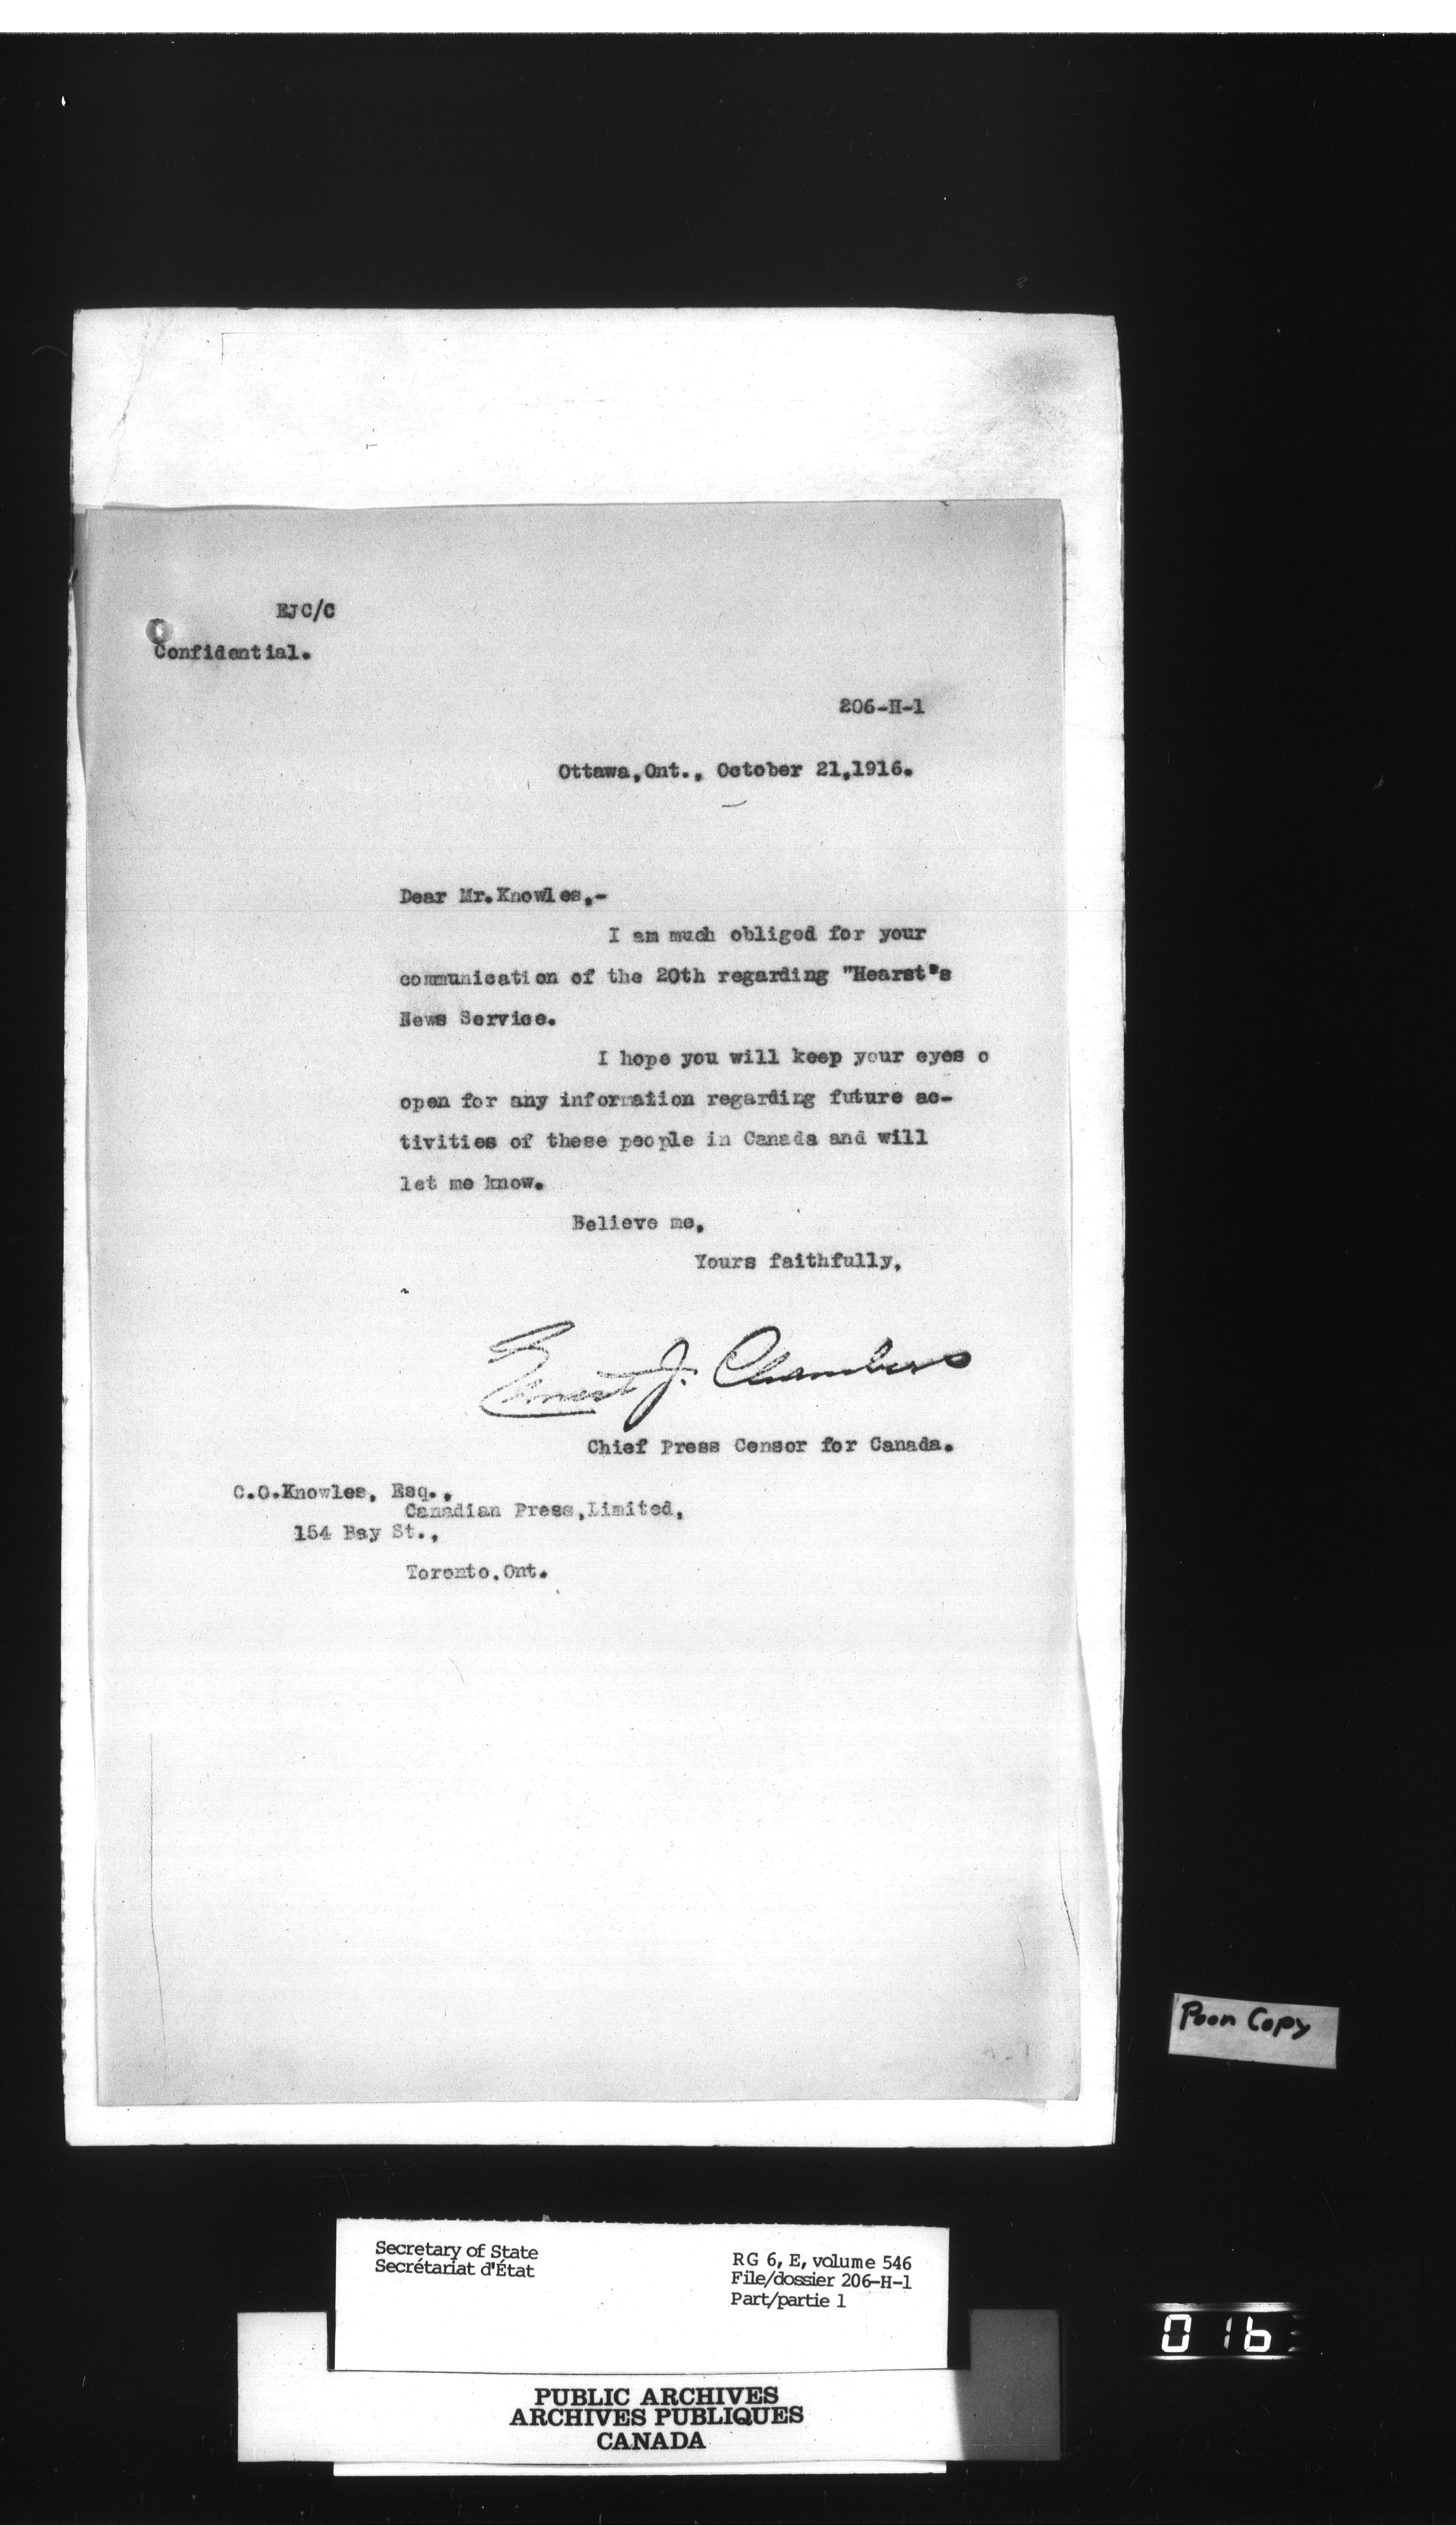 EJC/C
Confidential.
206-H-1
Ottawa,Ont., October 21,1916.
Dear Mr.Knowles,-
I am much obliged for your
communication of the 20th regarding "Hearst"s
News Service.
I hope you will keep your eyes o
open for any information regarding future ac-
tivities of these people in Canada and will
let me know.
Believe me,
Yours faithfully,
Ernest J. Chambers
Chief Press Censor for Canada.
C.O.Knowles, Esq.,
Canadian Press,Limited,
154 Bay St.,
Toronto,Ont.
Poor Copy
Secretary of State
Secrétariat d'État
RG 6, E, volume 546
File/dossier 206-H-1
Part/partie 1
PUBLIC ARCHIVES
ARCHIVES PUBLIQUES
CANADA